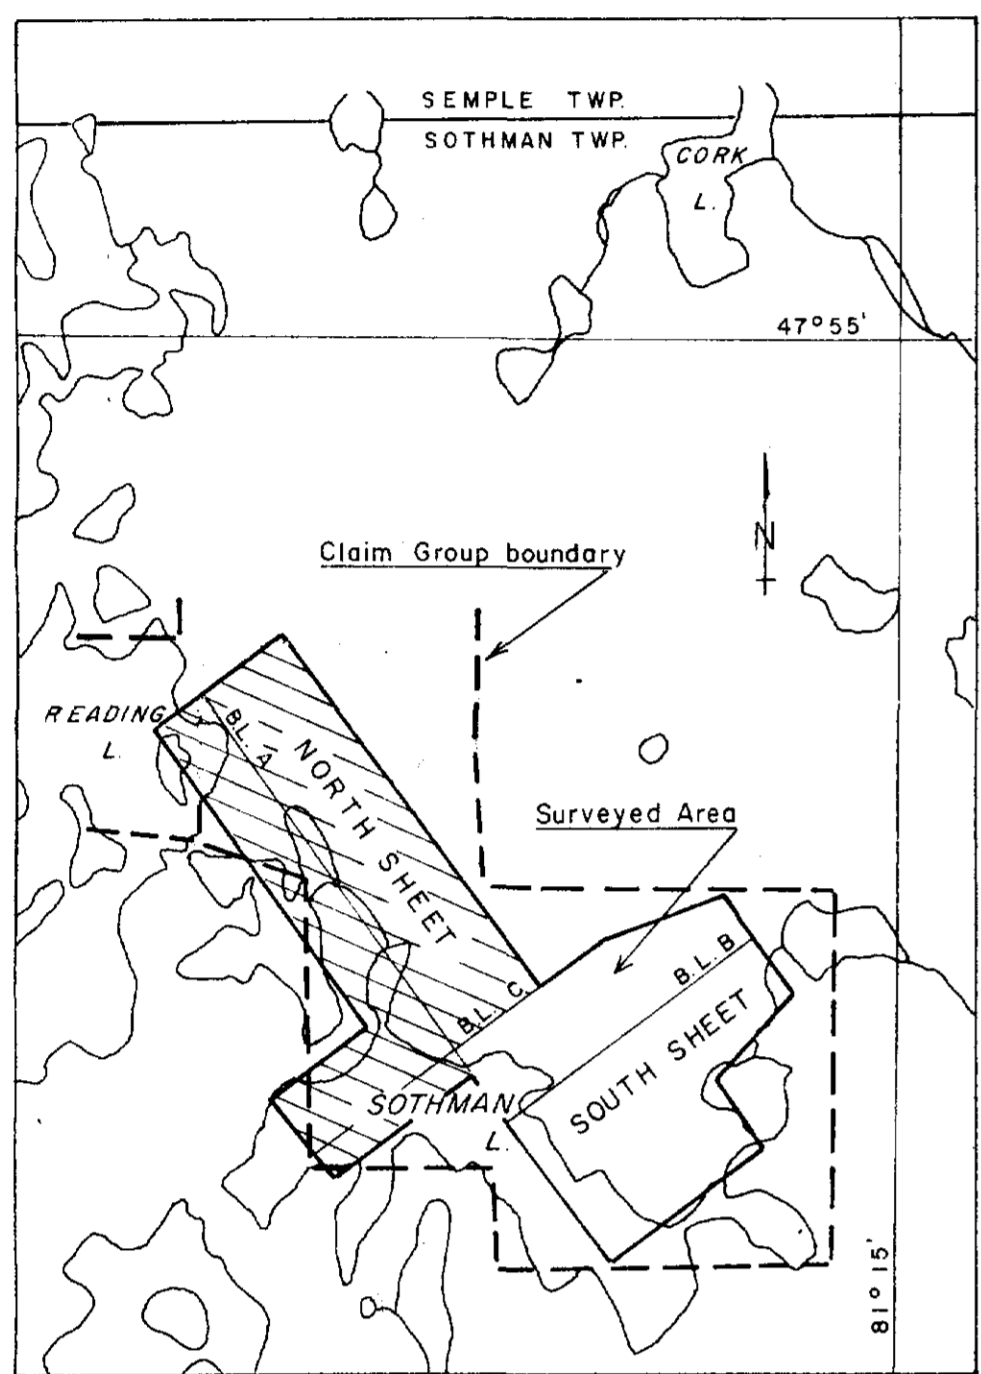 SEMPLE TWP.
SOTHMAN TWP.
CORK
L.
47°55'
N
Claim Group boundary
READING
L.
B.L. A
NORTH SHEET
Surveyed Area
B.L. C
B.L. B
SOUTH SHEET
SOTHMAN
L.
81°15'